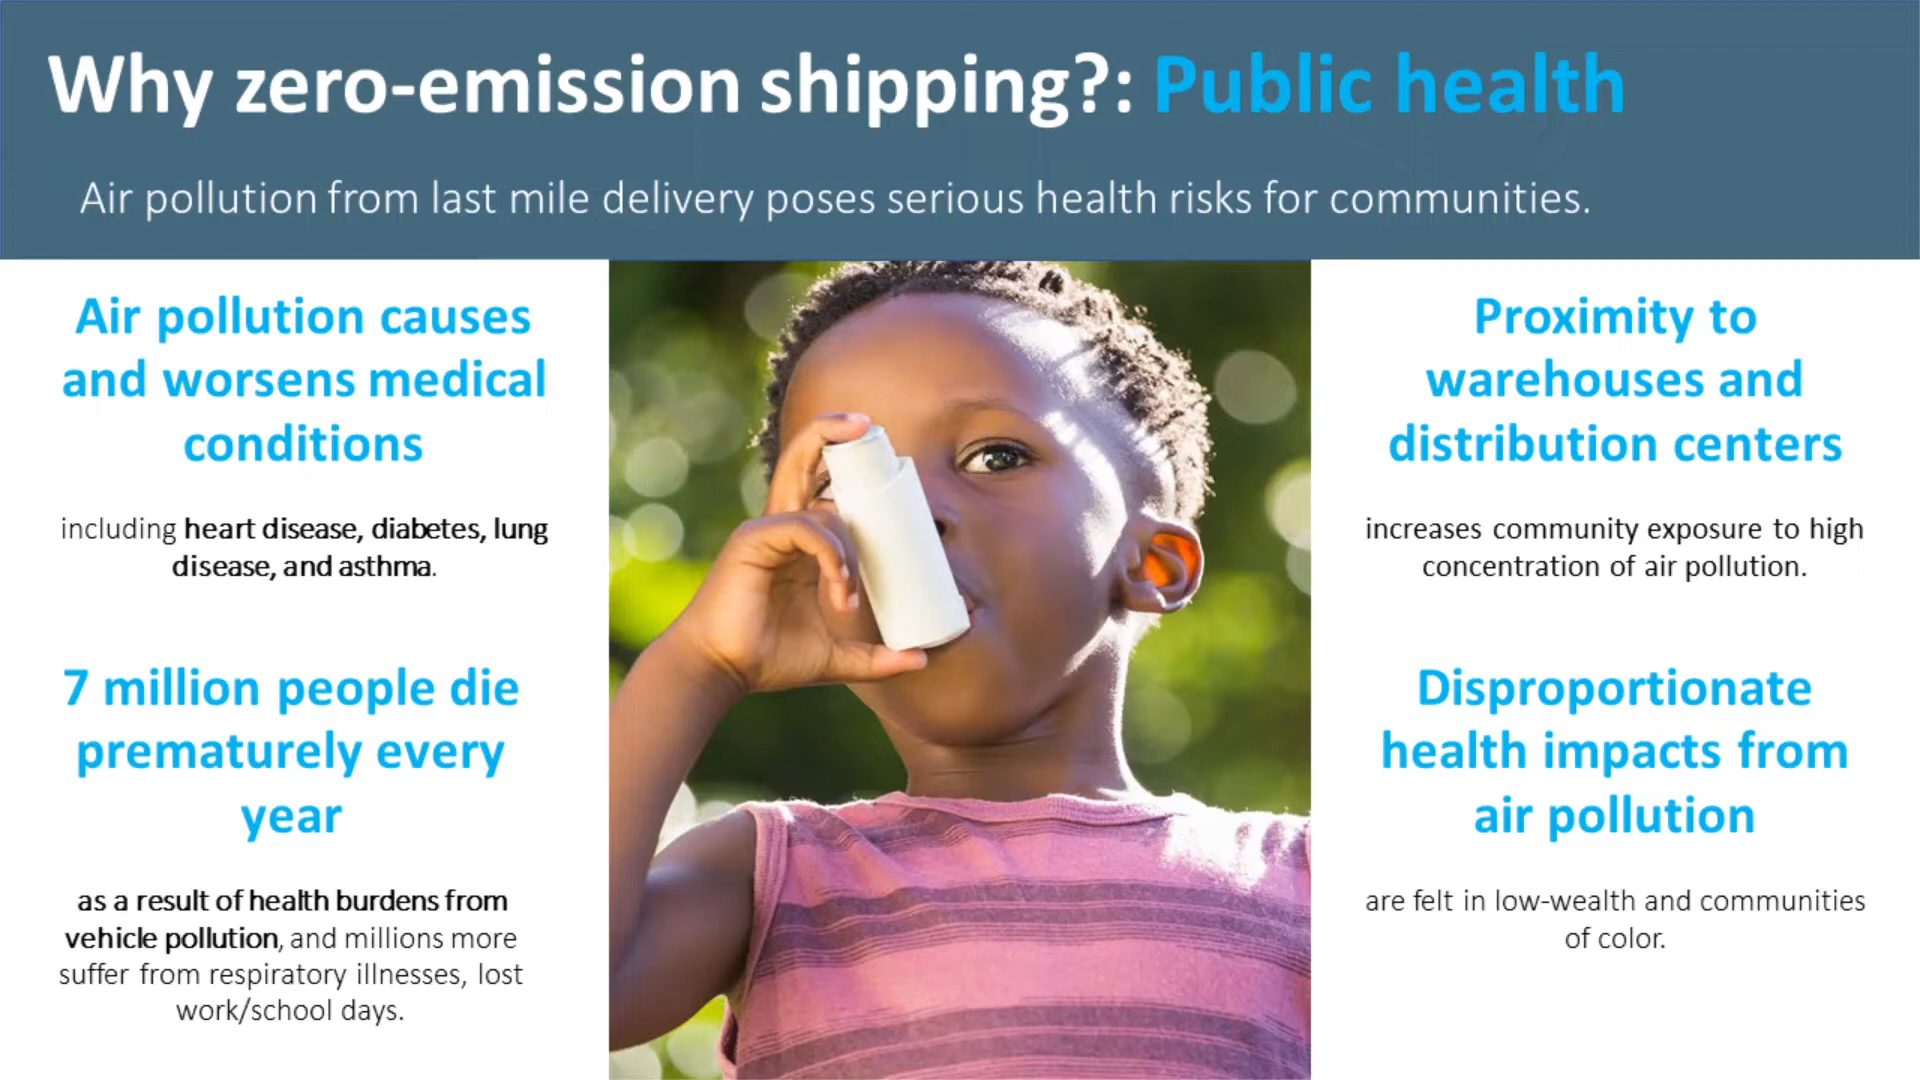 Why zero-emission shipping?: Public health
Air pollution from last mile delivery poses serious health risks for communities.
Air pollution causes
and worsens medical
conditions
including heart disease, diabetes, lung
disease, and asthma.
7 million people die
prematurely every
year
as a result of health burdens from
vehicle pollution, and millions more
suffer from respiratory illnesses, lost
work/school days.
Proximity to
warehouses and
distribution centers
increases community exposure to high
concentration of air pollution.
Disproportionate
health impacts from
air pollution
are felt in low-wealth and communities
of color.